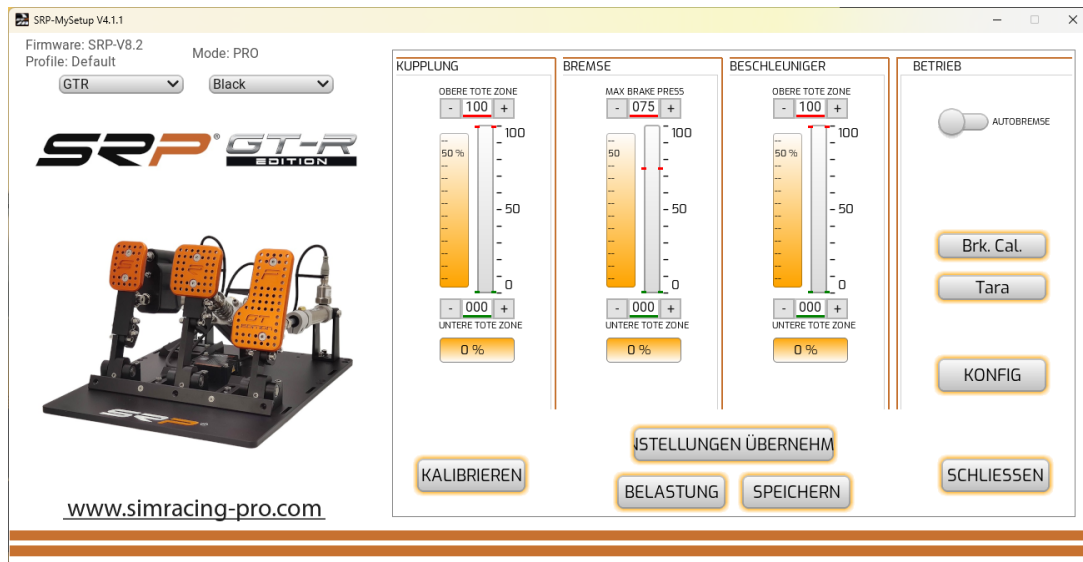 SRP-MySetup V4.1.1
Firmware: SRP-V8.2
Profile: Default
Mode: PRO
GTR
Black
SRP® GT-R
EDITION
www.simracing-pro.com
KUPPLUNG
OBERE TOTE ZONE
- 100 +
50 %
100
50
0
- 000 +
UNTERE TOTE ZONE
0 %
BREMSE
MAX BRAKE PRESS
- 075 +
50
100
50
0
- 000 +
UNTERE TOTE ZONE
0 %
BESCHLEUNIGER
OBERE TOTE ZONE
- 100 +
50 %
100
50
0
- 000 +
UNTERE TOTE ZONE
0 %
BETRIEB
AUTOBREMSE
Brk. Cal.
Tara
KONFIG
NSTELLUNGEN ÜBERNEHM
KALIBRIEREN
BELASTUNG
SPEICHERN
SCHLIESSEN
GT
EDITION
SRP